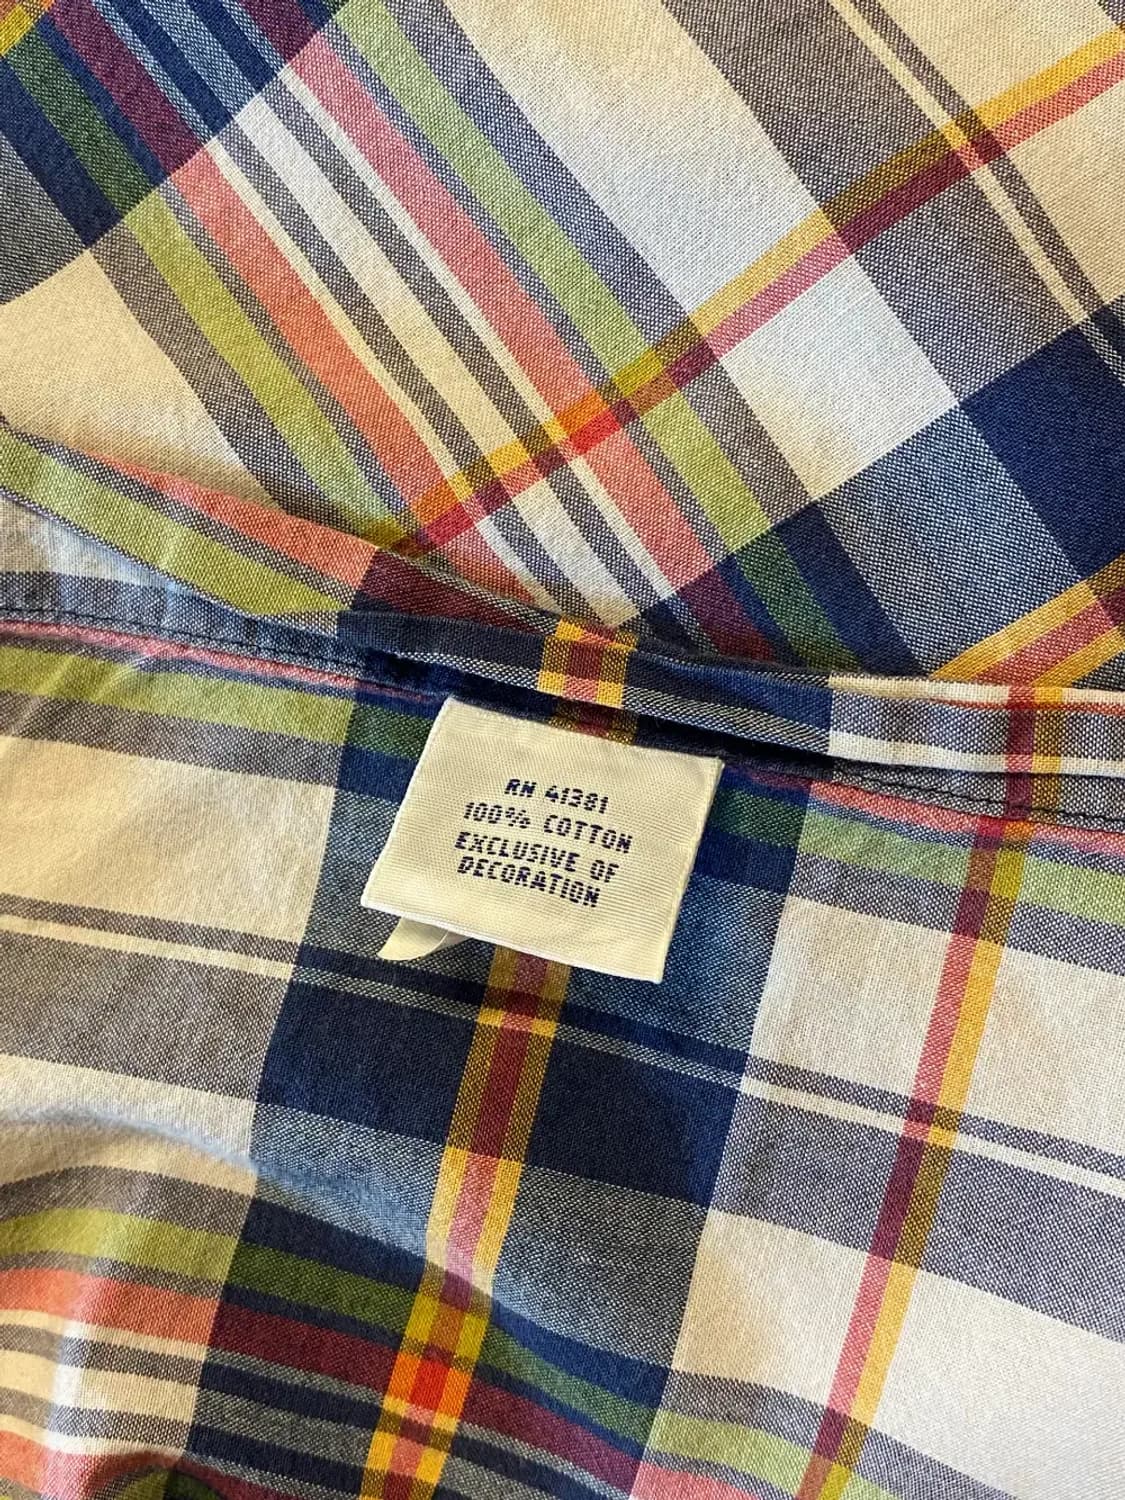 RN 41381
100% COTTON
EXCLUSIVE OF
DECORATION